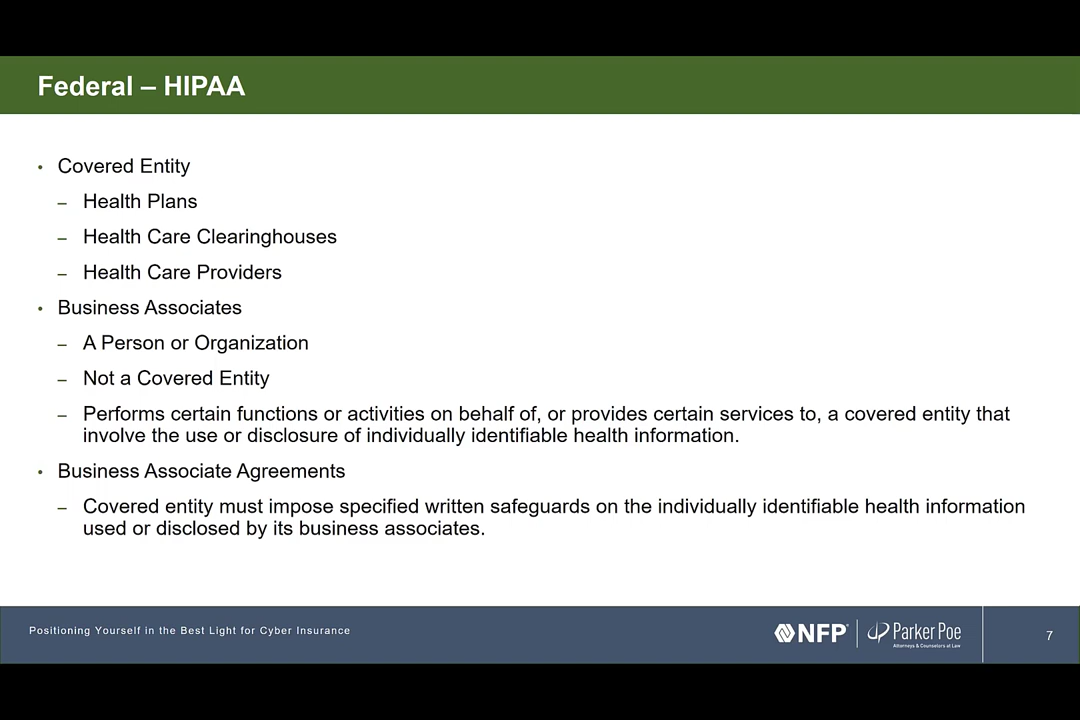 Federal – HIPAA
• Covered Entity
– Health Plans
– Health Care Clearinghouses
– Health Care Providers
• Business Associates
– A Person or Organization
– Not a Covered Entity
– Performs certain functions or activities on behalf of, or provides certain services to, a covered entity that
involve the use or disclosure of individually identifiable health information.
• Business Associate Agreements
– Covered entity must impose specified written safeguards on the individually identifiable health information
used or disclosed by its business associates.
Positioning Yourself in the Best Light for Cyber Insurance
NFP®
Parker Poe
Attorneys & Counselors at Law
7